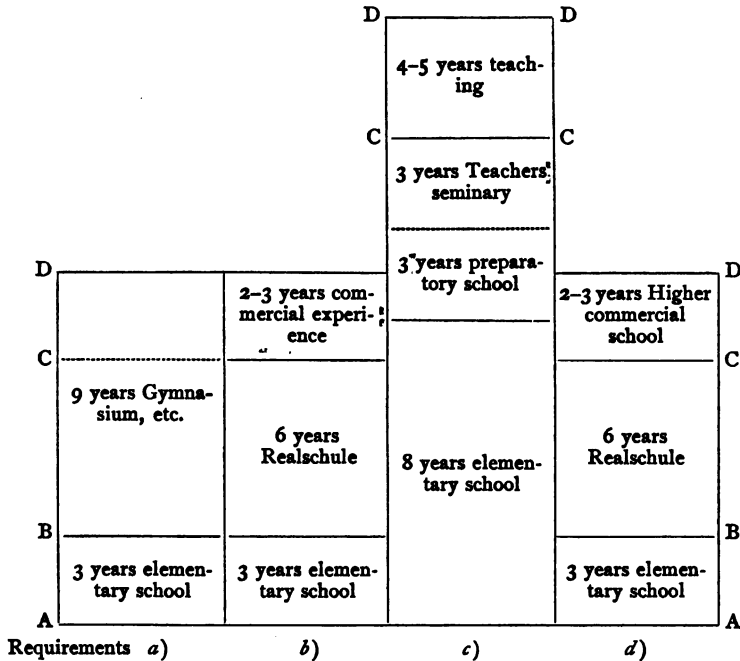 D D
4–5 years teach-
ing
C C
3 years Teachers'
seminary
3 years prepara-
tory school
D D
2–3 years com-
mercial experi-
ence
2–3 years Higher
commercial
school
C C
9 years Gymna-
sium, etc.
6 years
Realschule
8 years elemen-
tary school
6 years
Realschule
B B
3 years elemen-
tary school
3 years elemen-
tary school
3 years elemen-
tary school
A A
Requirements a) b) c) d)